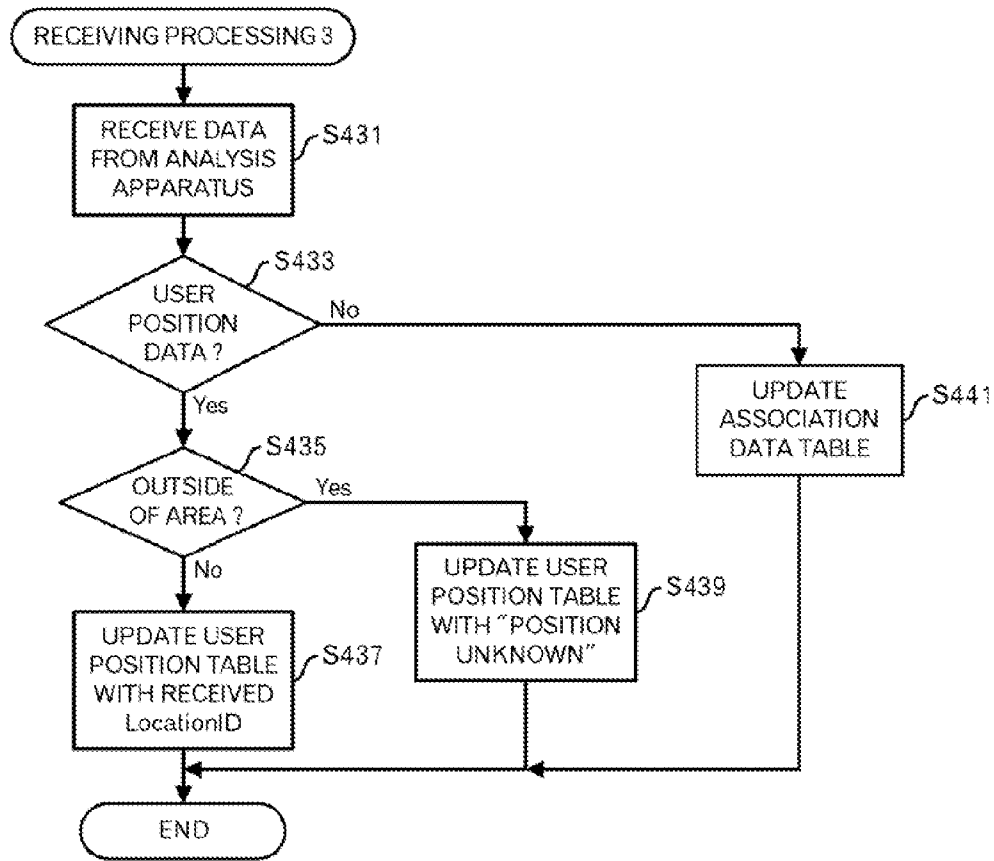 RECEIVING PROCESSING 3
RECEIVE DATA
FROM ANALYSIS
APPARATUS
S431
S433
USER
POSITION
DATA ?
No
Yes
UPDATE
ASSOCIATION
DATA TABLE
S441
S435
OUTSIDE
OF AREA ?
Yes
No
UPDATE USER
POSITION TABLE
WITH "POSITION
UNKNOWN"
S439
UPDATE USER
POSITION TABLE
WITH RECEIVED
LocationID
S437
END